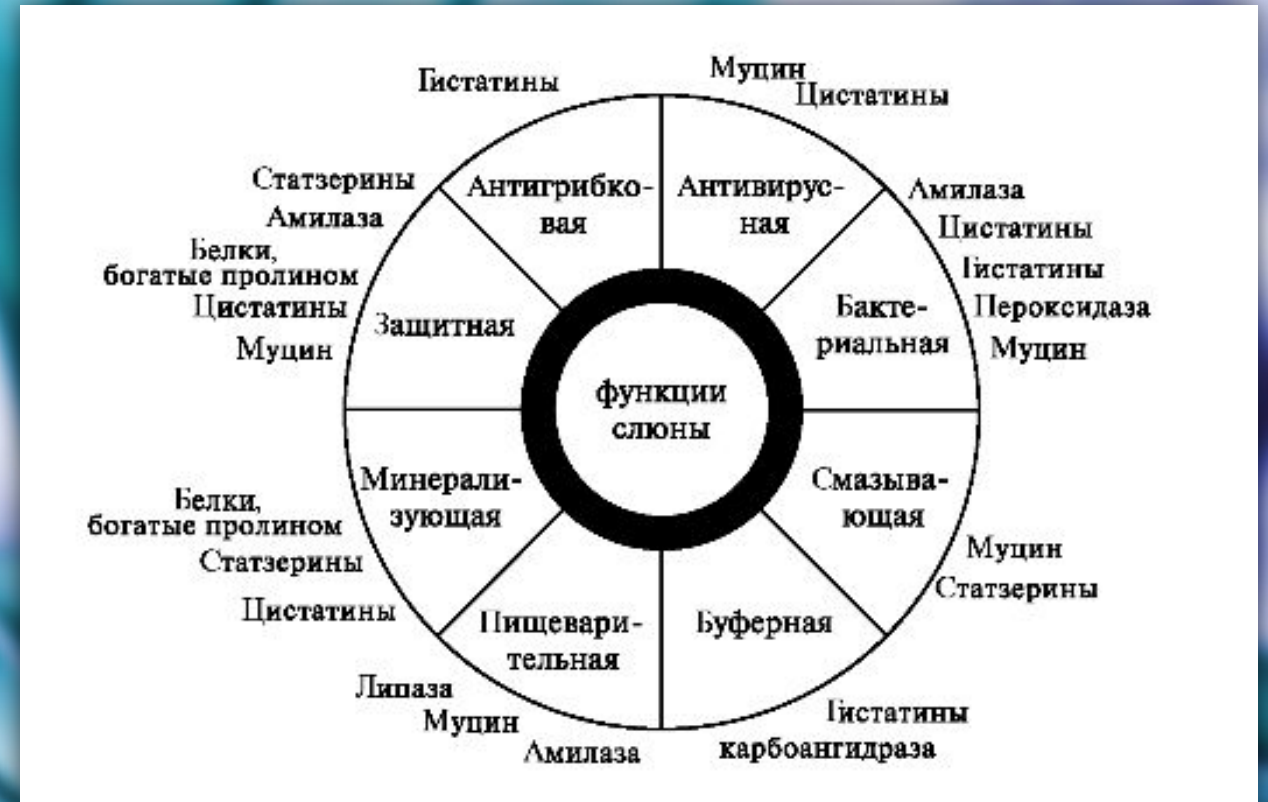 Гистатины
Муцин
Цистатины
Статзерины
Амилаза
Белки,
богатые пролином
Цистатины
Муцин
Антигрибко-
вая
Антивирус-
ная
Амилаза
Цистатины
Гистатины
Пероксидаза
Муцин
Защитная
Бакте-
риальная
функции
слюны
Минерали-
зующая
Смазыва-
ющая
Белки,
богатые пролином
Статзерины
Цистатины
Муцин
Статзерины
Пищевари-
тельная
Буферная
Липаза
Муцин
Амилаза
Гистатины
карбоангидраза